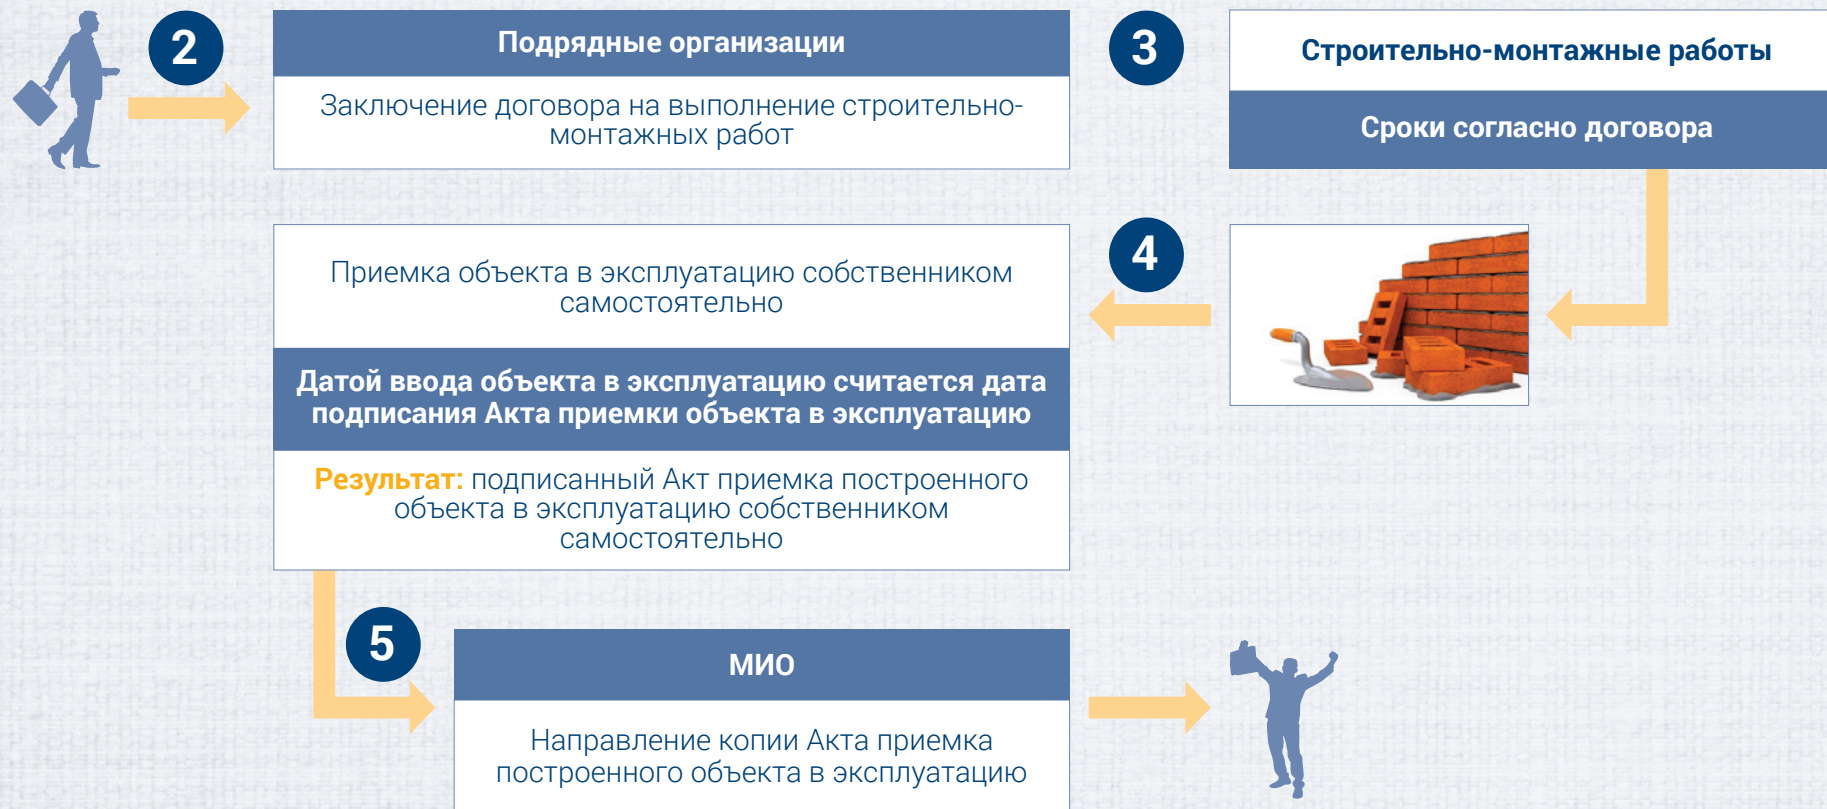 2
Подрядные организации
Заключение договора на выполнение строительно-
монтажных работ
3
Строительно-монтажные работы
Сроки согласно договора
4
Приемка объекта в эксплуатацию собственником
самостоятельно
Датой ввода объекта в эксплуатацию считается дата
подписания Акта приемки объекта в эксплуатацию
Результат: подписанный Акт приемка построенного
объекта в эксплуатацию собственником
самостоятельно
5
МИО
Направление копии Акта приемка
построенного объекта в эксплуатацию